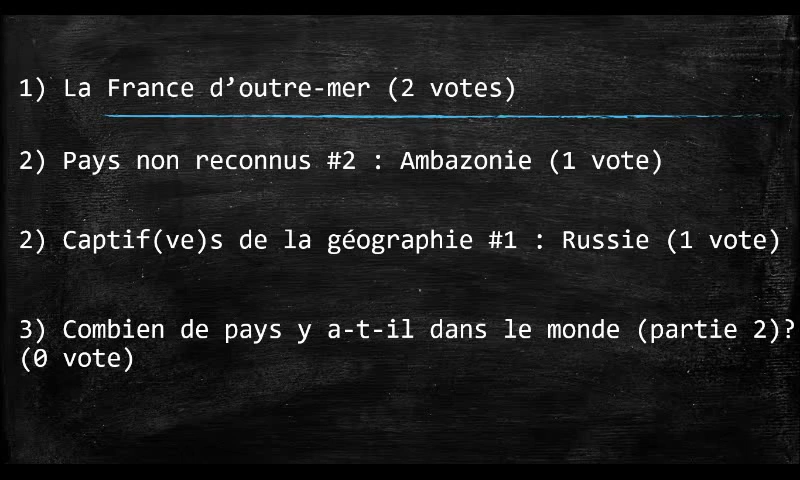 1) La France d’outre-mer (2 votes)
2) Pays non reconnus #2 : Ambazonie (1 vote)
2) Captif(ve)s de la géographie #1 : Russie (1 vote)
3) Combien de pays y a-t-il dans le monde (partie 2)?
(0 vote)